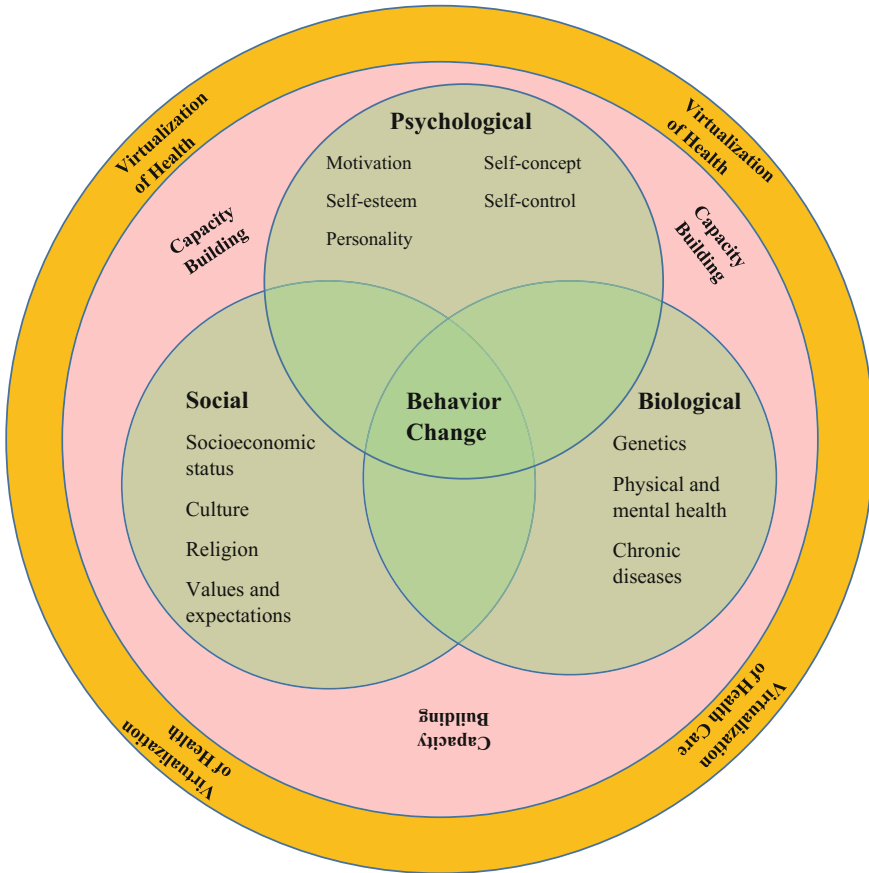 Virtualization
of Health
Virtualization
of Health
Capacity
Building
Capacity
Building
Psychological
Motivation
Self-concept
Self-esteem
Self-control
Personality
Social
Socioeconomic
status
Culture
Religion
Values and
expectations
Behavior
Change
Biological
Genetics
Physical and
mental health
Chronic
diseases
Capacity
Building
Virtualization
of Health
Virtualization
of Health Care